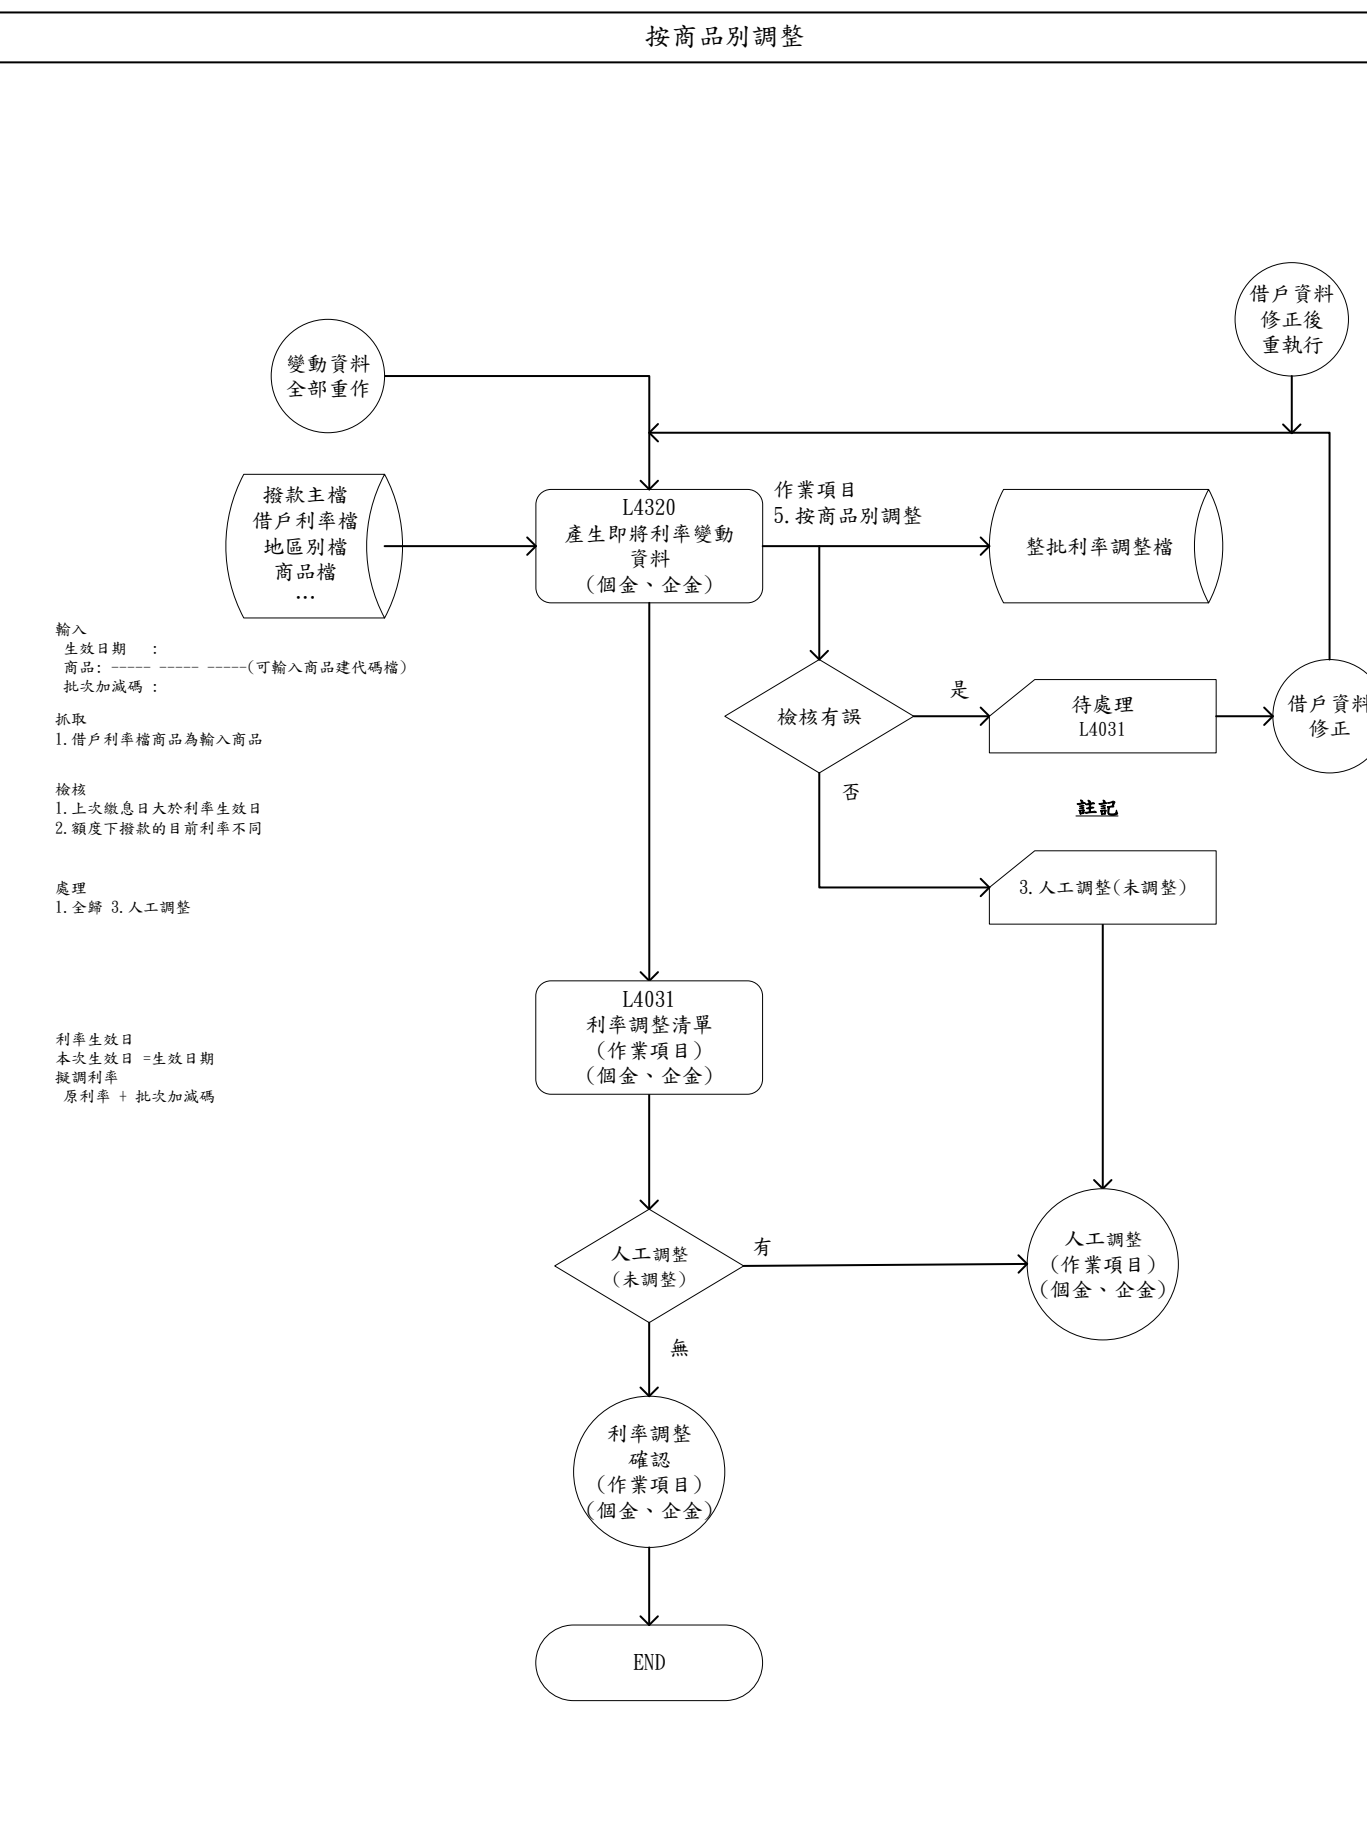 按商品別調整
借戶資料
修正後
重執行
變動資料
全部重作
撥款主檔
借戶利率檔
地區別檔
商品檔
...
L4320
產生即將利率變動
資料
(個金、企金)
作業項目
5.按商品別調整
整批利率調整檔
輸入
生效日期 :
商品: ----- ----- -----(可輸入商品建代碼檔)
批次加減碼 :
抓取
1.借戶利率檔商品為輸入商品
檢核
1.上次繳息日大於利率生效日
2.額度下撥款的目前利率不同
處理
1.全歸 3.人工調整
利率生效日
本次生效日 =生效日期
擬調利率
原利率 + 批次加減碼
檢核有誤
是
待處理
L4031
借戶資料
修正
否
註記
3.人工調整(未調整)
L4031
利率調整清單
(作業項目)
(個金、企金)
人工調整
(未調整)
有
人工調整
(作業項目)
(個金、企金)
無
利率調整
確認
(作業項目)
(個金、企金)
END